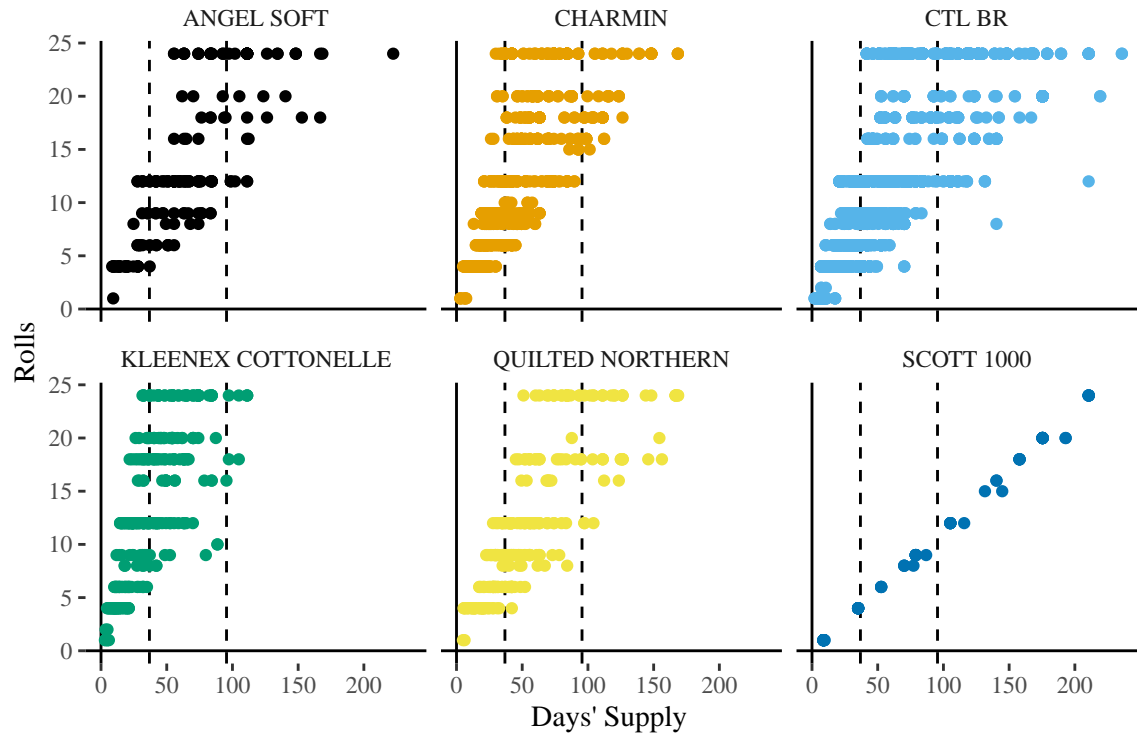 ANGEL SOFT
CHARMIN
CTL BR
25
20
15
10
5
0
KLEENEX COTTONELLE
QUILTED NORTHERN
SCOTT 1000
25
20
15
10
5
0
0 50 100 150 200
0 50 100 150 200
0 50 100 150 200
Rolls
Days' Supply